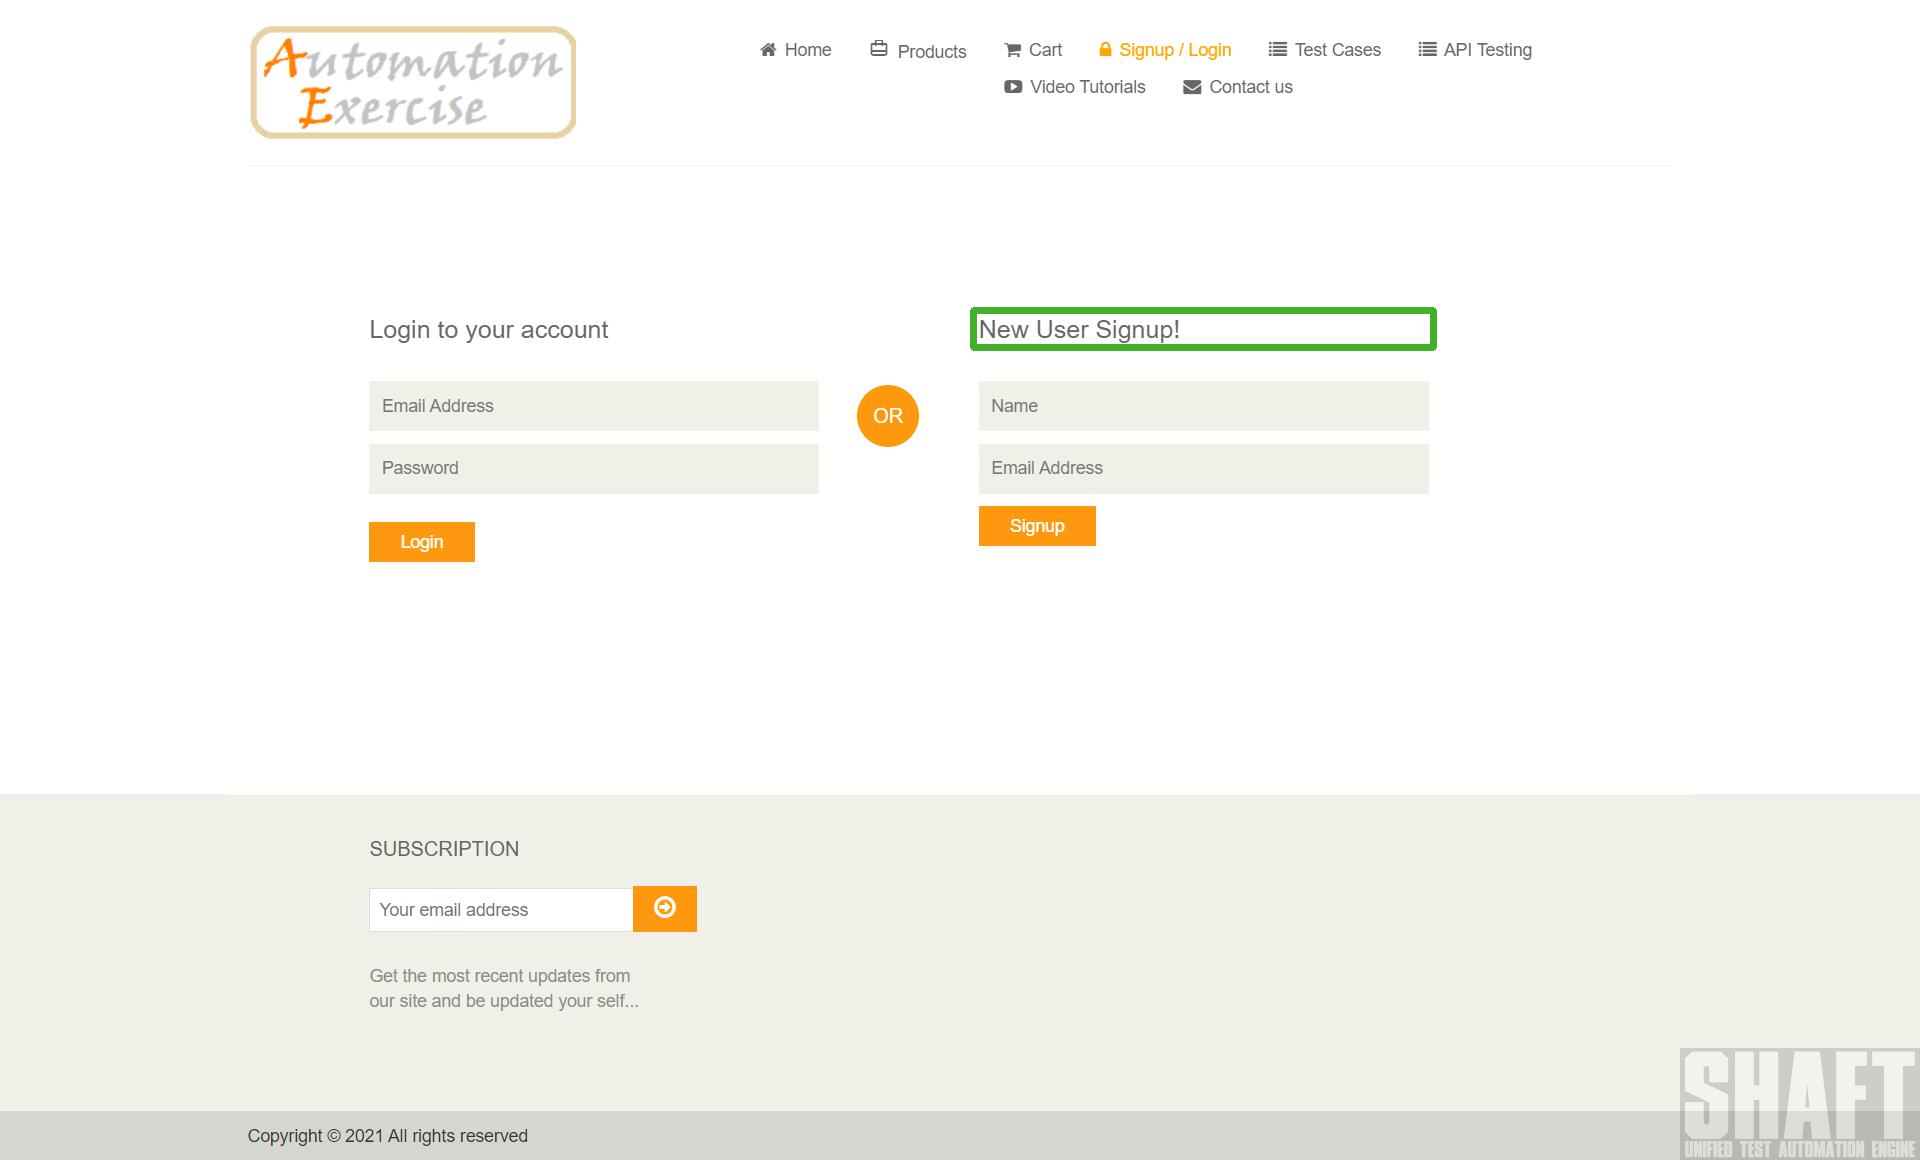 Automation
Exercise
Home
Products
Cart
Signup / Login
Test Cases
API Testing
Video Tutorials
Contact us
Login to your account
Email Address
Password
Login
OR
New User Signup!
Name
Email Address
Signup
SUBSCRIPTION
Your email address
Get the most recent updates from
our site and be updated your self...
Copyright © 2021 All rights reserved
SHAFT
UNIFIED TEST AUTOMATION ENGINE